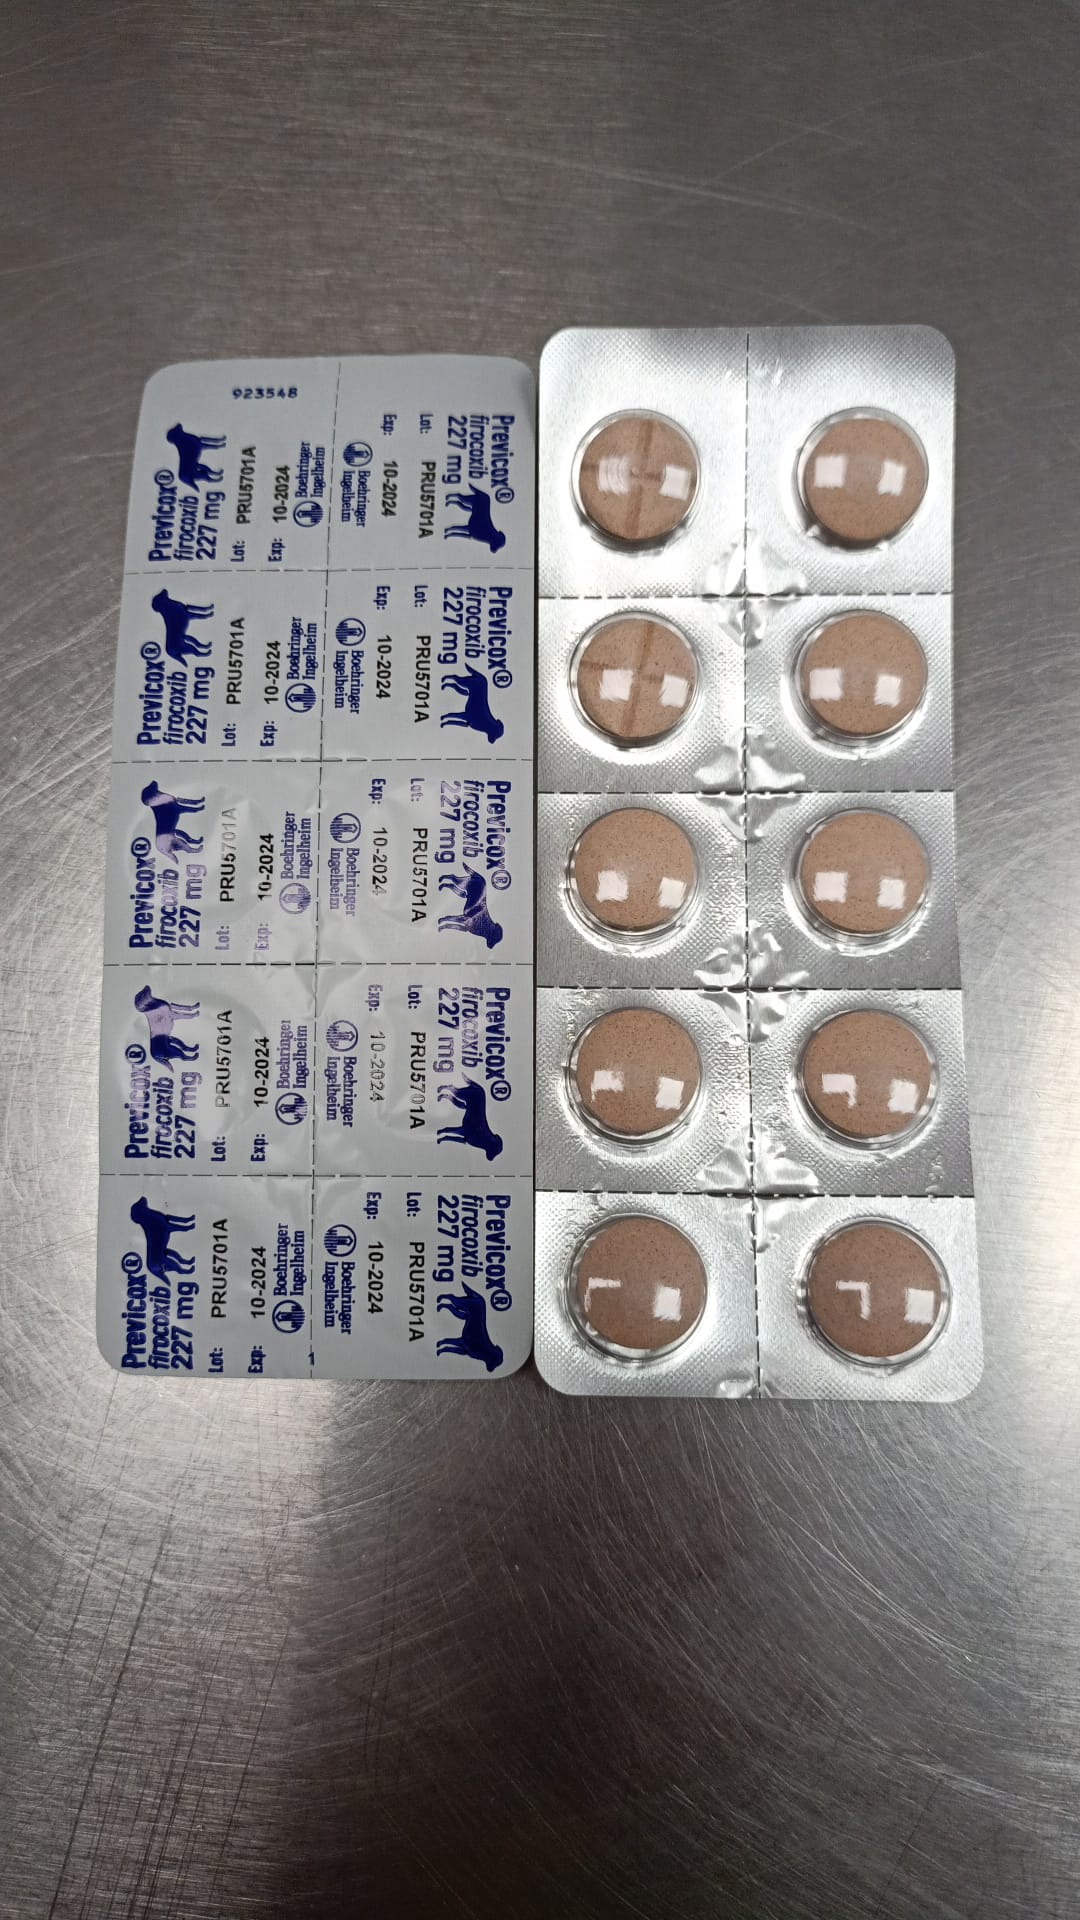 923548
Previcox®
firocoxib
227 mg
Lot: PRU5701A
Exp: 10-2024
Boehringer
Ingelheim
Previcox®
firocoxib
227 mg
Lot: PRU5701A
Exp: 10-2024
Boehringer
Ingelheim
Previcox®
firocoxib
227 mg
Lot: PRU5701A
Exp: 10-2024
Boehringer
Ingelheim
Previcox®
firocoxib
227 mg
Lot: PRU5701A
Exp: 10-2024
Boehringer
Ingelheim
Previcox®
firocoxib
227 mg
Lot: PRU5701A
Exp: 10-2024
Boehringer
Ingelheim
Previcox®
firocoxib
227 mg
Lot: PRU5701A
Exp: 10-2024
Boehringer
Ingelheim
Previcox®
firocoxib
227 mg
Lot: PRU5701A
Exp: 10-2024
Boehringer
Ingelheim
Previcox®
firocoxib
227 mg
Lot: PRU5701A
Exp: 10-2024
Boehringer
Ingelheim
Previcox®
firocoxib
227 mg
Lot: PRU5701A
Exp: 10-2024
Boehringer
Ingelheim
Previcox®
firocoxib
227 mg
Lot: PRU5701A
Exp: 10-2024
Boehringer
Ingelheim